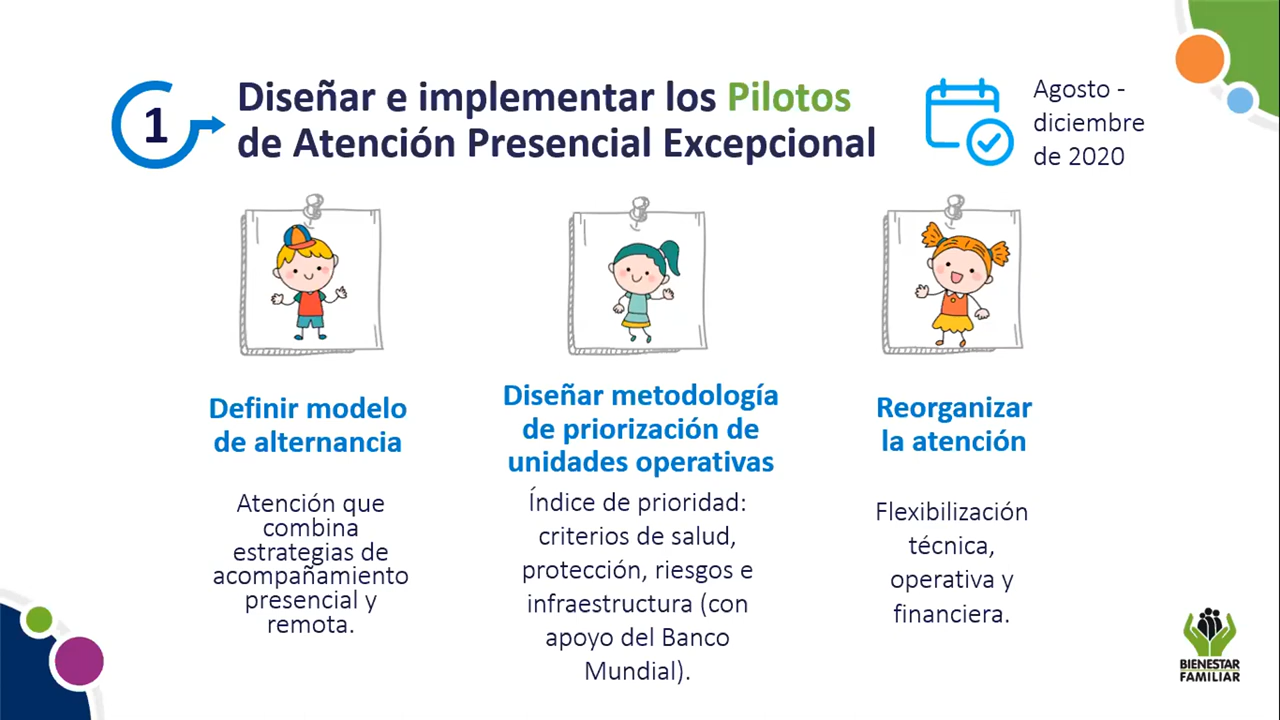 1
Diseñar e implementar los Pilotos
de Atención Presencial Excepcional
Agosto -
diciembre
de 2020
Definir modelo
de alternancia
Atención que
combina
estrategias de
acompañamiento
presencial y
remota.
Diseñar metodología
de priorización de
unidades operativas
Índice de prioridad:
criterios de salud,
protección, riesgos e
infraestructura (con
apoyo del Banco
Mundial).
Reorganizar
la atención
Flexibilización
técnica,
operativa y
financiera.
BIENESTAR
FAMILIAR